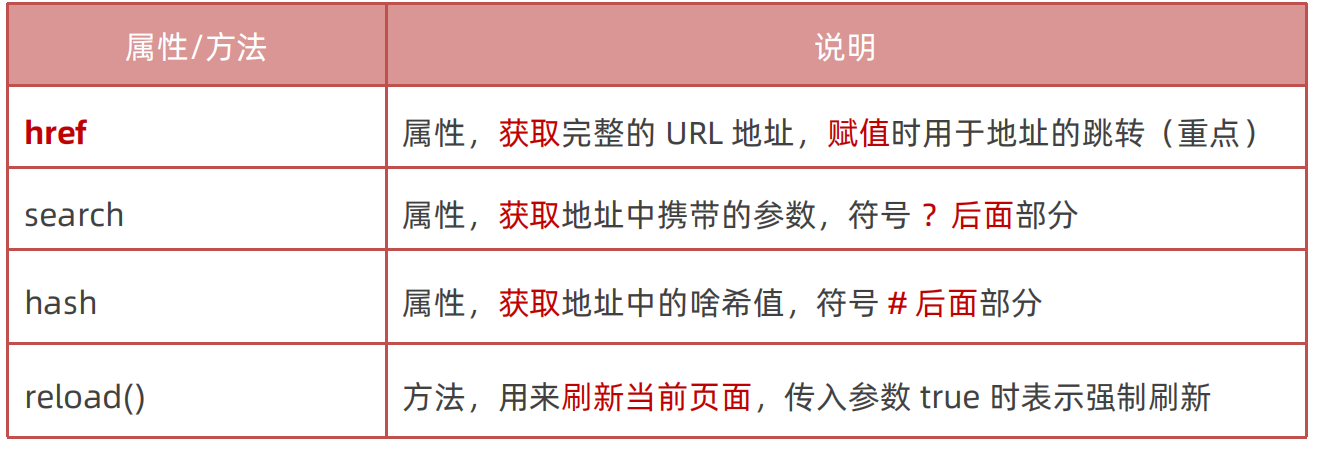 属性/方法 说明
href 属性，获取完整的 URL 地址，赋值时用于地址的跳转（重点）
search 属性，获取地址中携带的参数，符号 ？后面部分
hash 属性，获取地址中的啥希值，符号 # 后面部分
reload() 方法，用来刷新当前页面，传入参数 true 时表示强制刷新